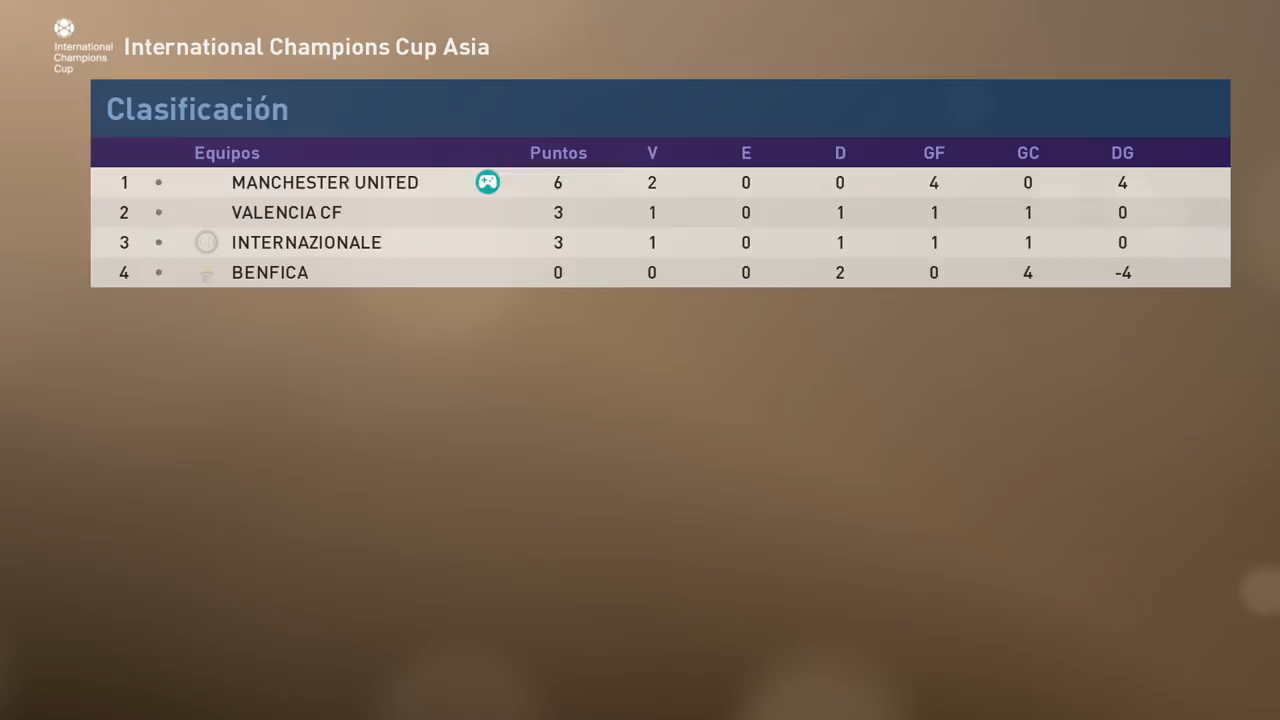 International
Champions
Cup
International Champions Cup Asia
Clasificación
Equipos Puntos V E D GF GC DG
1 • MANCHESTER UNITED 6 2 0 0 4 0 4
2 • VALENCIA CF 3 1 0 1 1 1 0
3 • INTERNAZIONALE 3 1 0 1 1 1 0
4 • BENFICA 0 0 0 2 0 4 -4